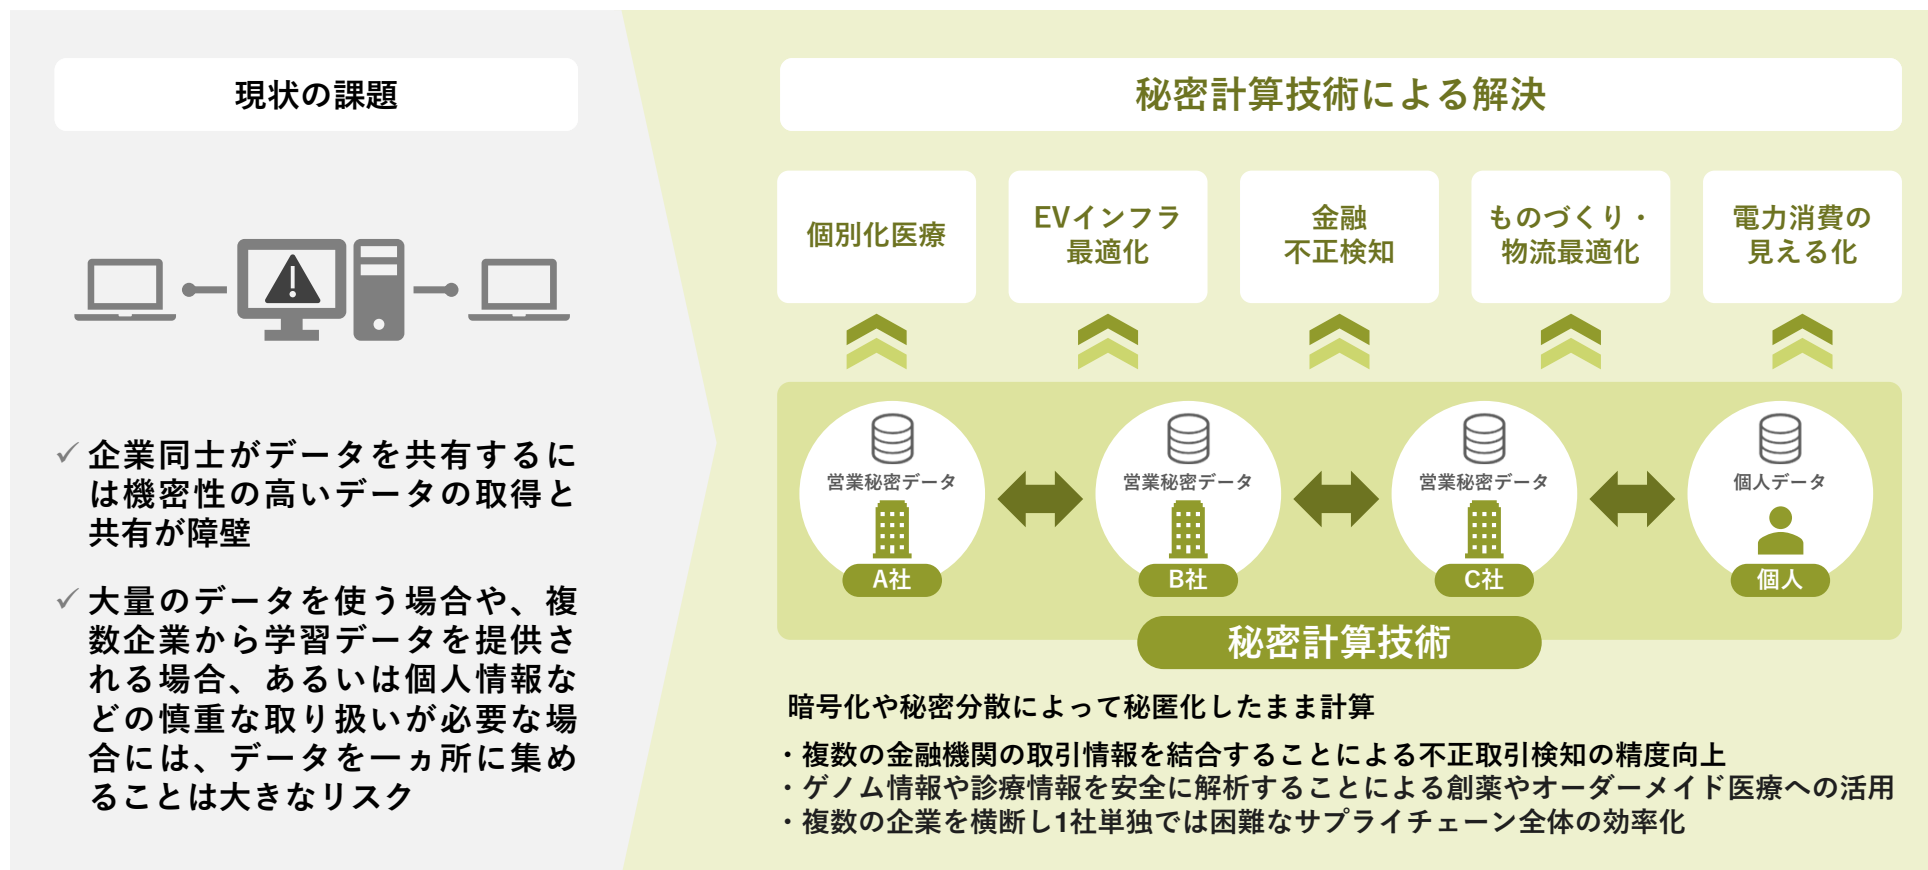 現状の課題
企業同士がデータを共有するに
は機密性の高いデータの取得と
共有が障壁
大量のデータを使う場合や、複
数企業から学習データを提供さ
れる場合、あるいは個人情報な
どの慎重な取り扱いが必要な場
合には、データを一ヵ所に集め
ることは大きなリスク
秘密計算技術による解決
個別化医療
EVインフラ
最適化
金融
不正検知
ものづくり・
物流最適化
電力消費の
見える化
営業秘密データ
A社
営業秘密データ
B社
営業秘密データ
C社
個人データ
個人
秘密計算技術
暗号化や秘密分散によって秘匿化したまま計算
・複数の金融機関の取引情報を結合することによる不正取引検知の精度向上
・ゲノム情報や診療情報を安全に解析することによる創薬やオーダーメイド医療への活用
・複数の企業を横断し1社単独では困難なサプライチェーン全体の効率化